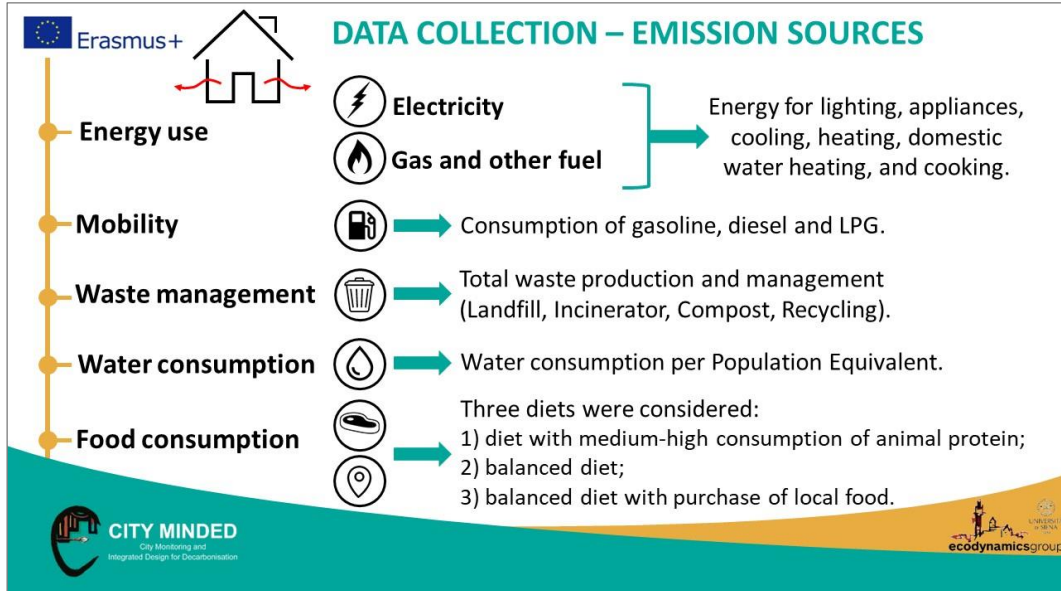 Erasmus+
DATA COLLECTION – EMISSION SOURCES
Energy use
Electricity
Gas and other fuel
Energy for lighting, appliances,
cooling, heating, domestic
water heating, and cooking.
Mobility
Consumption of gasoline, diesel and LPG.
Waste management
Total waste production and management
(Landfill, Incinerator, Compost, Recycling).
Water consumption
Water consumption per Population Equivalent.
Food consumption
Three diets were considered:
1) diet with medium-high consumption of animal protein;
2) balanced diet;
3) balanced diet with purchase of local food.
CITY MINDED
City Monitoring and
Integrated Design for Decarbonisation
ecodynamicsgroup
UNIVERSITÀ
DI SIENA